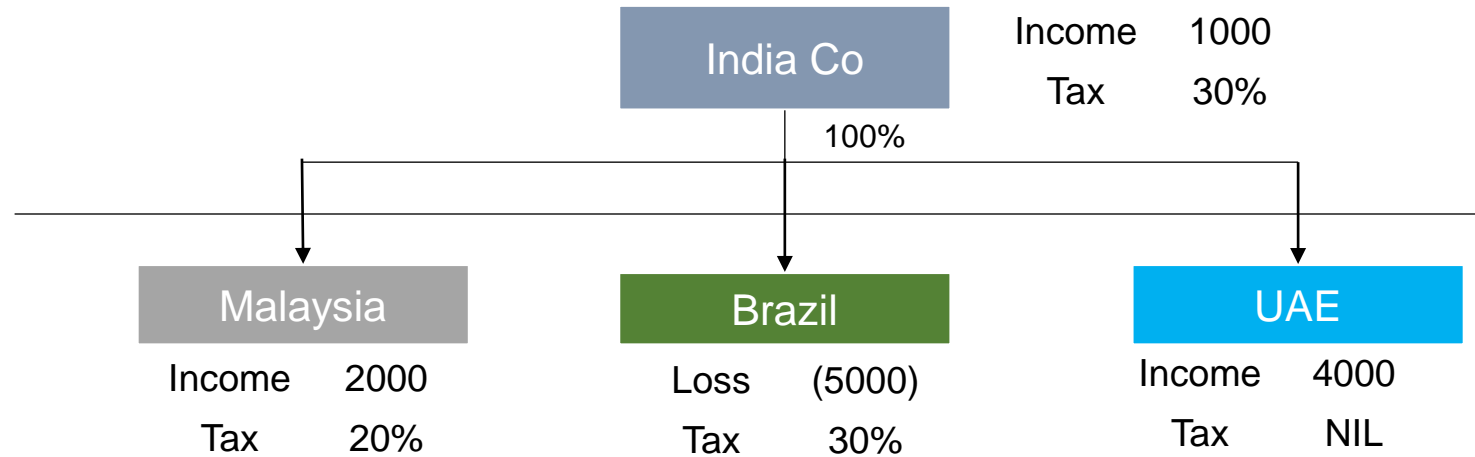 India Co
Income 1000
Tax 30%
100%
Malaysia
Income 2000
Tax 20%
Brazil
Loss (5000)
Tax 30%
UAE
Income 4000
Tax NIL